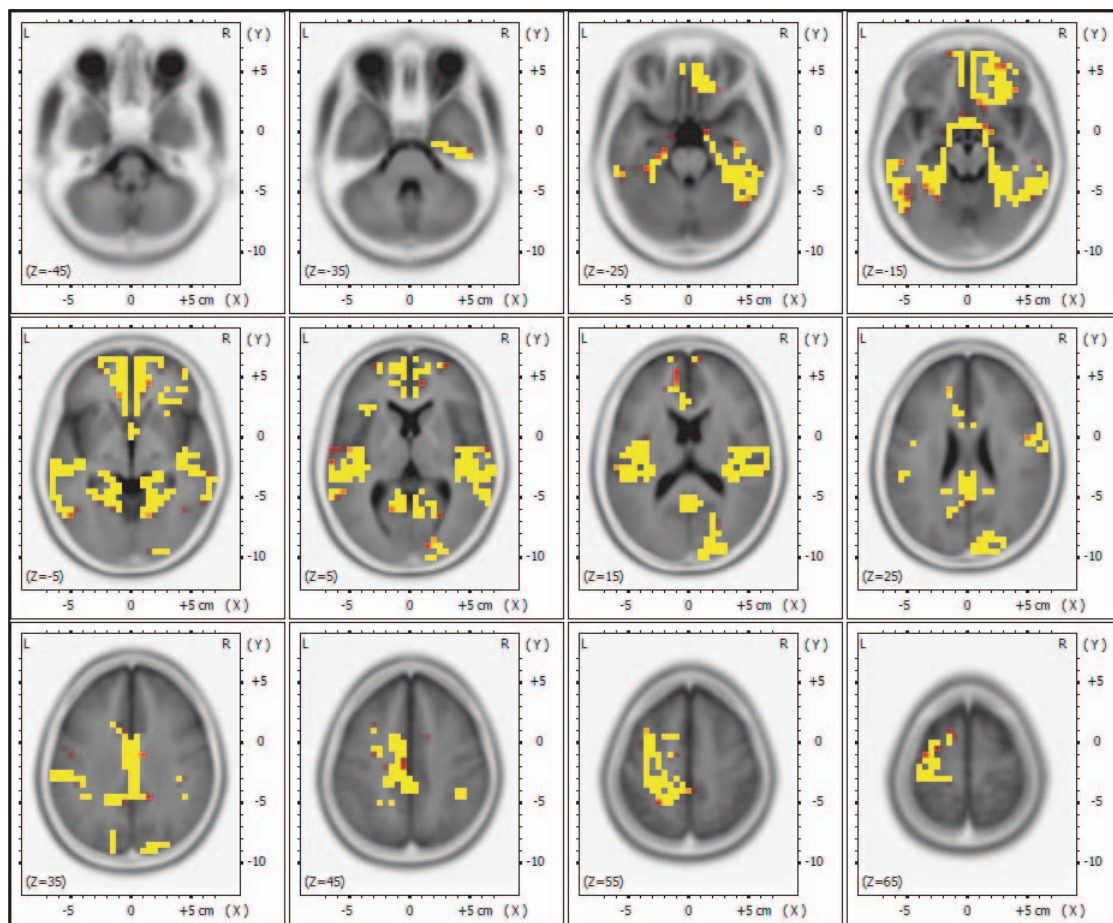 L R (Y)
+5
0
-5
-10
(Z=-45)
-5 0 +5 cm (X)
L R (Y)
+5
0
-5
-10
(Z=-35)
-5 0 +5 cm (X)
L R (Y)
+5
0
-5
-10
(Z=-25)
-5 0 +5 cm (X)
L R (Y)
+5
0
-5
-10
(Z=-15)
-5 0 +5 cm (X)
L R (Y)
+5
0
-5
-10
(Z=-5)
-5 0 +5 cm (X)
L R (Y)
+5
0
-5
-10
(Z=5)
-5 0 +5 cm (X)
L R (Y)
+5
0
-5
-10
(Z=15)
-5 0 +5 cm (X)
L R (Y)
+5
0
-5
-10
(Z=25)
-5 0 +5 cm (X)
L R (Y)
+5
0
-5
-10
(Z=35)
-5 0 +5 cm (X)
L R (Y)
+5
0
-5
-10
(Z=45)
-5 0 +5 cm (X)
L R (Y)
+5
0
-5
-10
(Z=55)
-5 0 +5 cm (X)
L R (Y)
+5
0
-5
-10
(Z=65)
-5 0 +5 cm (X)